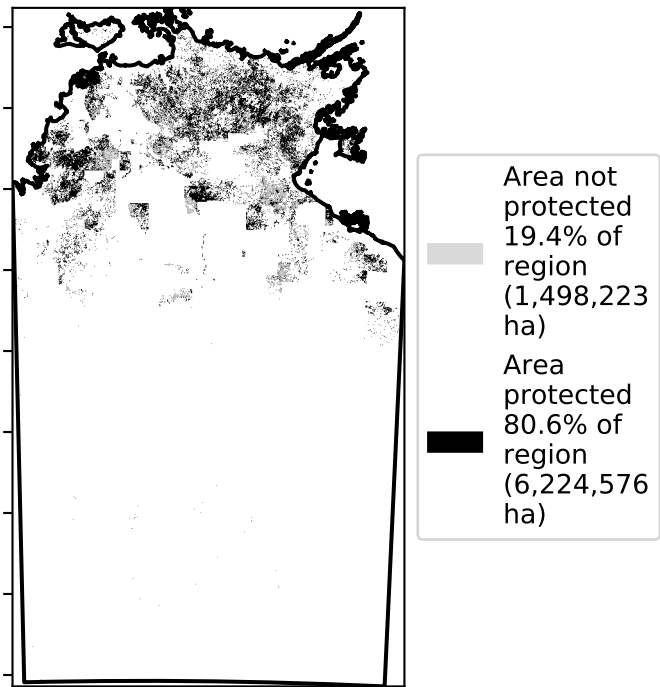 Area not
protected
19.4% of
region
(1,498,223
ha)
Area
protected
80.6% of
region
(6,224,576
ha)